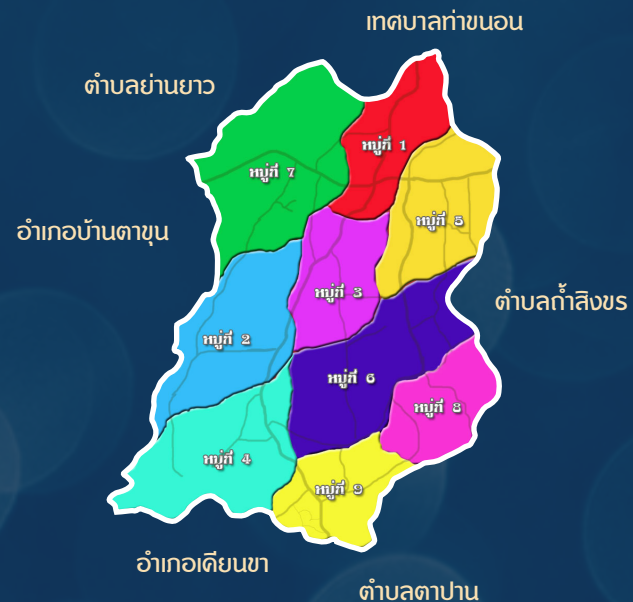 เทศบาลท่าขนอน
ตำบลย่านยาว
หมู่ที่ 1
หมู่ที่ 7
หมู่ที่ 5
อำเภอบ้านตาขุน
หมู่ที่ 3
ตำบลถ้ำสิงขร
หมู่ที่ 2
หมู่ที่ 6
หมู่ที่ 8
หมู่ที่ 4
หมู่ที่ 9
อำเภอเคียนขา
ตำบลตาปาน